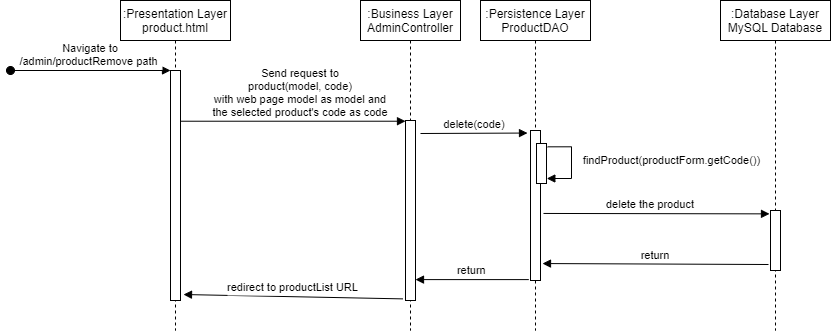 :Presentation Layer
product.html
:Business Layer
AdminController
:Persistence Layer
ProductDAO
:Database Layer
MySQL Database
Navigate to
/admin/productRemove path
Send request to
product(model, code)
with web page model as model and
the selected product's code as code
delete(code)
findProduct(productForm.getCode())
delete the product
return
return
redirect to productList URL